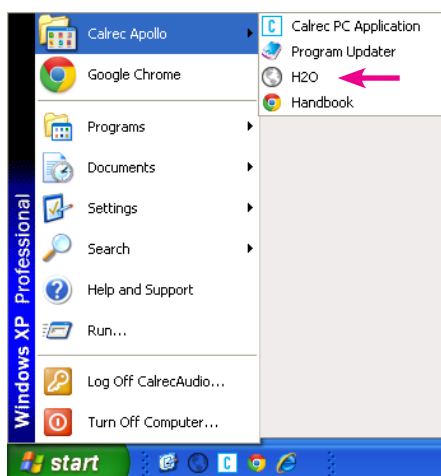 Calrec Apollo
Google Chrome
Programs
Documents
Settings
Search
Help and Support
Run...
Log Off CalrecAudio...
Turn Off Computer...
C Calrec PC Application
Program Updater
H2O
Handbook
Windows XP Professional
start
C